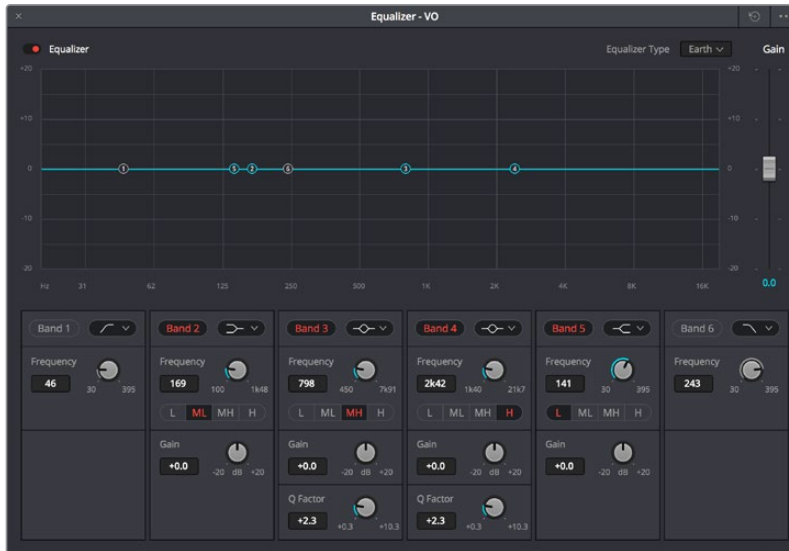 Equalizer - VO
Equalizer
Equalizer Type Earth Gain
+20 +20
+10 +10
0 0
-10 -10
-20 -20
1 5 2 6 3 4
Hz 31 62 125 250 500 1K 2K 4K 8K 16K 0.0
Band 1 Band 2 Band 3 Band 4 Band 5 Band 6
Frequency Frequency Frequency Frequency Frequency Frequency
46 30 395 169 100 1k48 798 450 7k91 2k42 1k40 21k7 141 30 395 243 30 395
L ML MH H L ML MH H L ML MH H L ML MH H
Gain Gain Gain Gain
+0.0 -20 dB +20 +0.0 -20 dB +20 +0.0 -20 dB +20 +0.0 -20 dB +20
Q Factor Q Factor
+2.3 +0.3 +10.3 +2.3 +0.3 +10.3